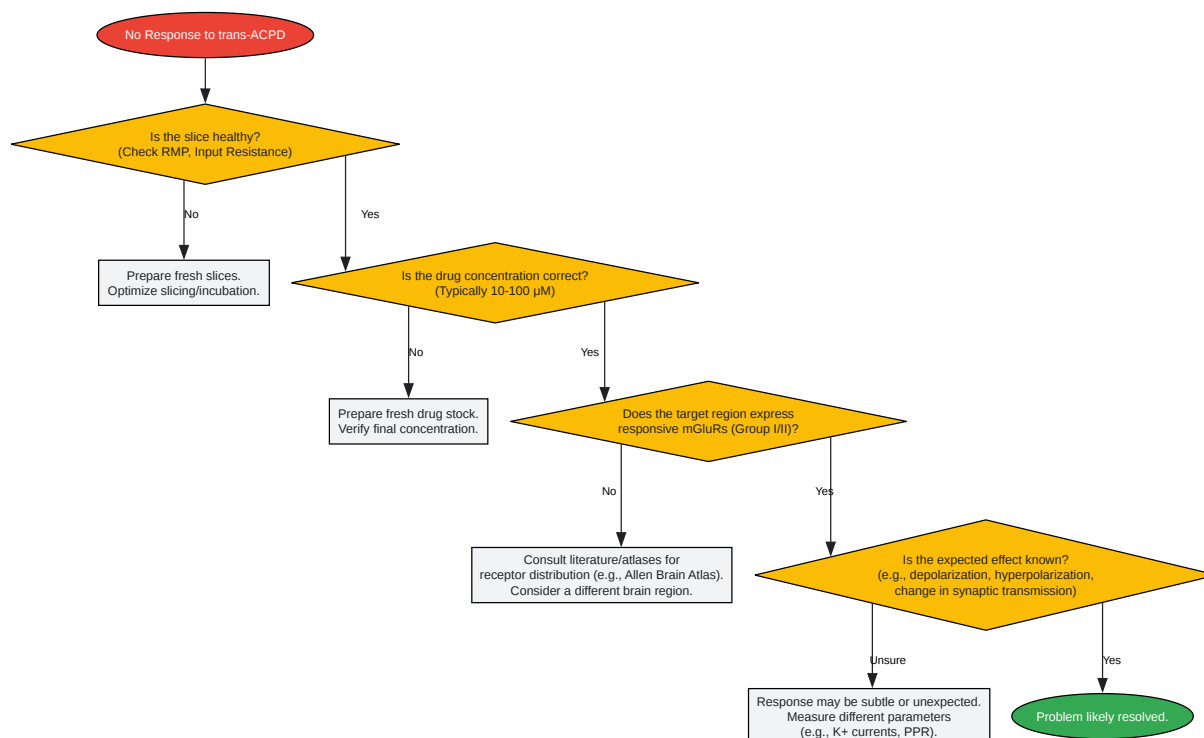 No Response to trans-ACPD
Is the slice healthy?
(Check RMP, Input Resistance)
No
Yes
Prepare fresh slices.
Optimize slicing/incubation.
Is the drug concentration correct?
(Typically 10-100 µM)
No
Yes
Prepare fresh drug stock.
Verify final concentration.
Does the target region express
responsive mGluRs (Group I/II)?
No
Yes
Consult literature/atlases for
receptor distribution (e.g., Allen Brain Atlas).
Consider a different brain region.
Is the expected effect known?
(e.g., depolarization, hyperpolarization,
change in synaptic transmission)
Unsure
Yes
Response may be subtle or unexpected.
Measure different parameters
(e.g., K+ currents, PPR).
Problem likely resolved.